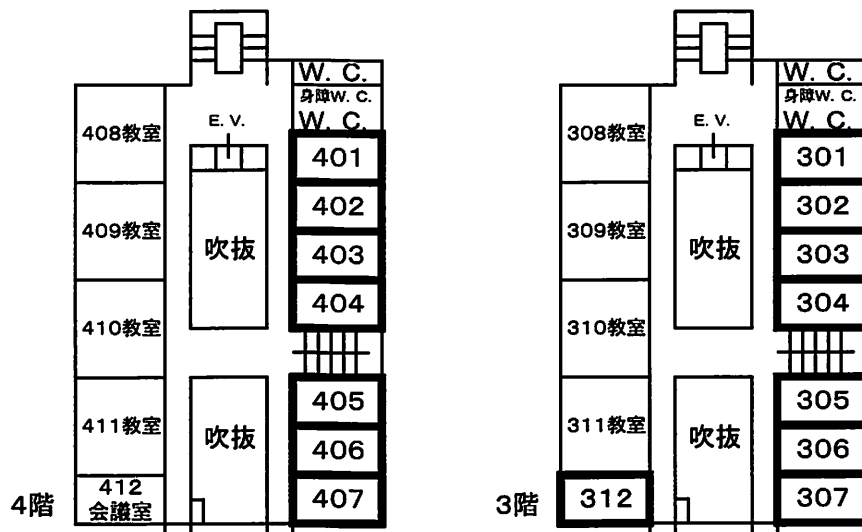 W. C.
身障W. C.
W. C.
E. V.
408教室
401
402
409教室
吹抜
403
410教室
404
411教室
吹抜
405
406
412
会議室
407
4階
W. C.
身障W. C.
W. C.
E. V.
308教室
301
302
309教室
吹抜
303
310教室
304
311教室
吹抜
305
306
312
307
3階